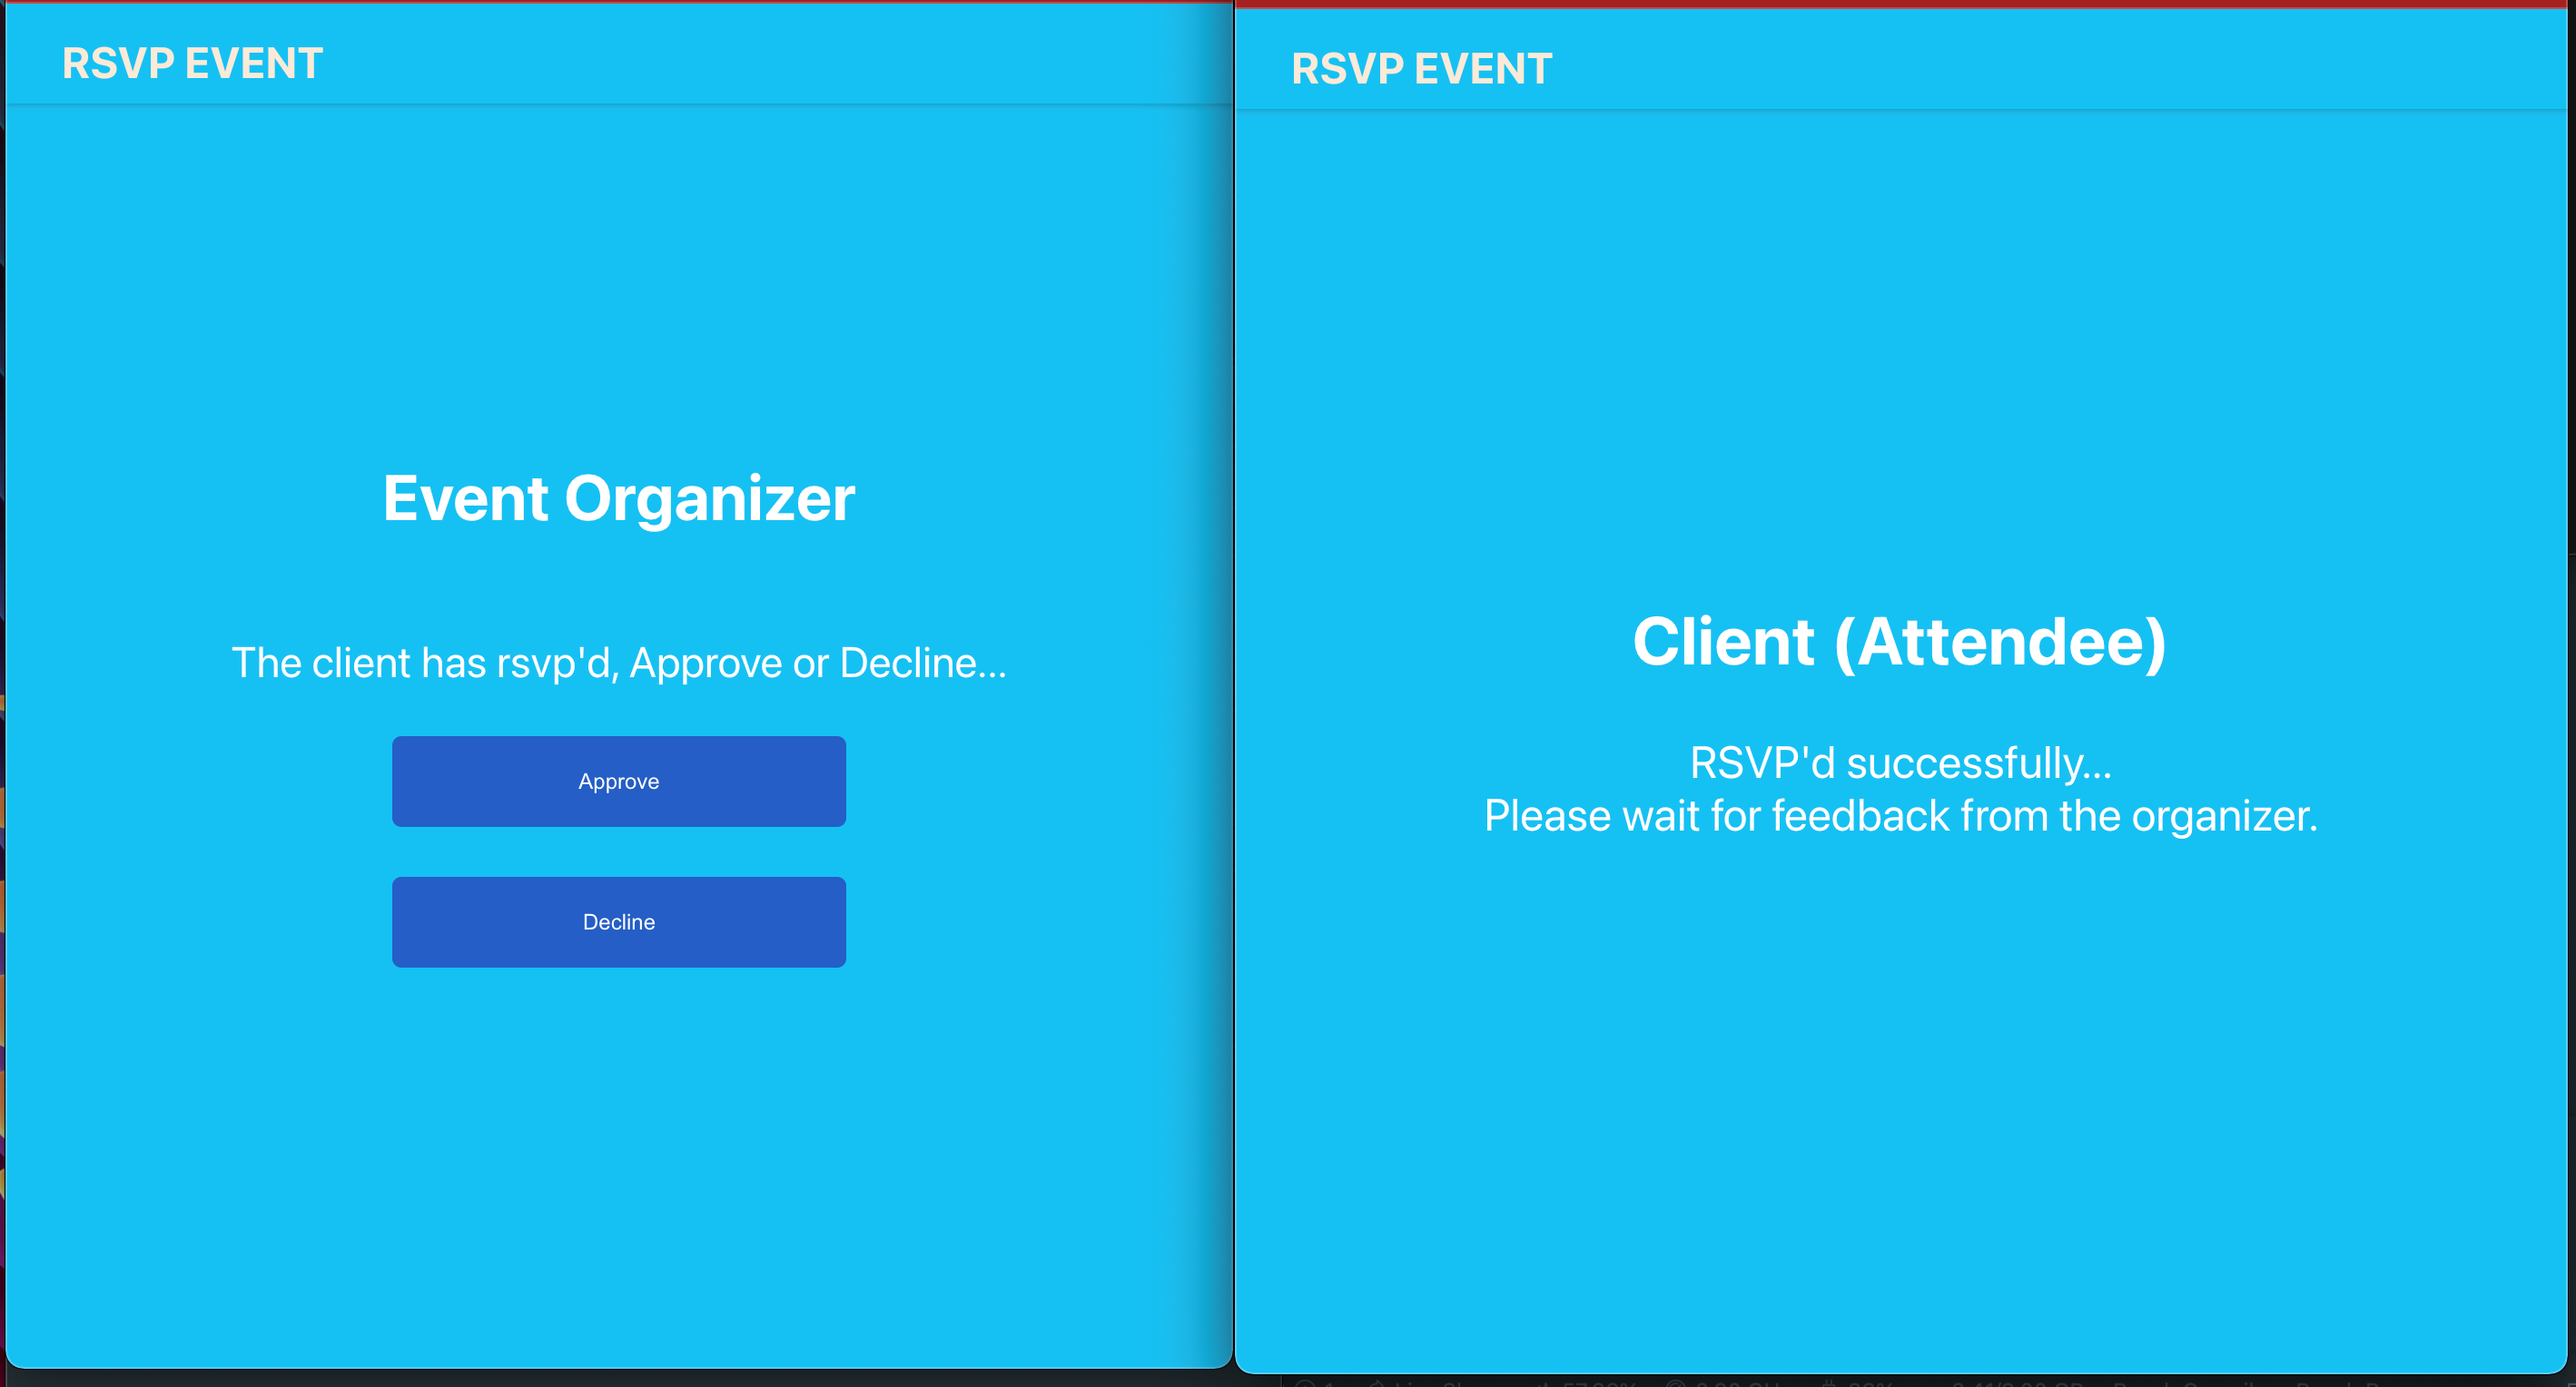 RSVP EVENT
Event Organizer
The client has rsvp'd, Approve or Decline...
Approve
Decline
RSVP EVENT
Client (Attendee)
RSVP'd successfully...
Please wait for feedback from the organizer.